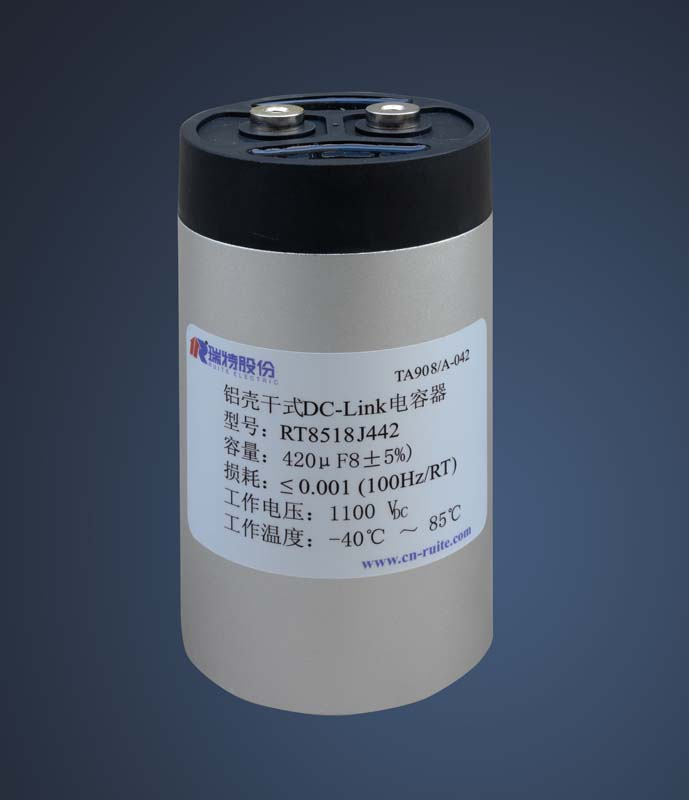 瑞特股份
RUITE ELECTRIC
TA908/A-042
铝壳干式DC-Link电容器
型号：RT8518J442
容量：420μF8±5%)
损耗：≤0.001 (100Hz/RT)
工作电压：1100 VDC
工作温度：-40℃ ～ 85℃
www.cn-ruite.com